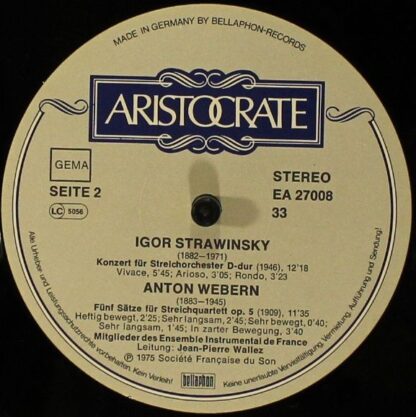 MADE IN GERMANY BY BELLAPHON-RECORDS
ARISTOCRATE
GEMA
SEITE 2
LC 5056
STEREO
EA 27008
33
IGOR STRAWINSKY
(1882–1971)
Konzert für Streichorchester D-dur (1946), 12'18
Vivace, 5'45; Arioso, 3'05; Rondo, 3'23
ANTON WEBERN
(1883–1945)
Fünf Sätze für Streichquartett op. 5 (1909), 11'35
Heftig bewegt, 2'25; Sehr langsam, 2'45; Sehr bewegt, 0'40;
Sehr langsam, 1'45; In zarter Bewegung, 3'40
Mitglieder des Ensemble Instrumental de France
Leitung: Jean-Pierre Wallez
℗ 1975 Société Française du Son
bellaphon
Alle Urheber und Leistungsschutzrechte vorbehalten. Kein Verleih! Keine unerlaubte Vervielfältigung, Vermietung, Aufführung und Sendung!